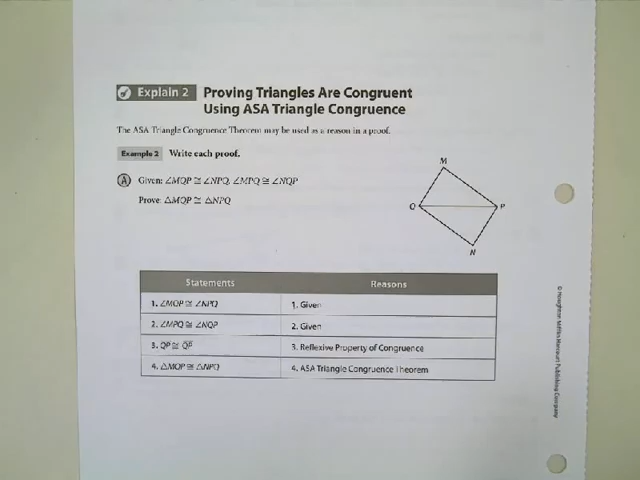 Explain 2 Proving Triangles Are Congruent
Using ASA Triangle Congruence
The ASA Triangle Congruence Theorem may be used as a reason in a proof.
Example 2 Write each proof.
A Given: ∠MQP ≅ ∠NPQ, ∠MPQ ≅ ∠NQP
Prove: △MQP ≅ △NPQ
M
Q P
N
Statements Reasons
1. ∠MQP ≅ ∠NPQ 1. Given
2. ∠MPQ ≅ ∠NQP 2. Given
3. QP ≅ QP 3. Reflexive Property of Congruence
4. △MQP ≅ △NPQ 4. ASA Triangle Congruence Theorem
© Houghton Mifflin Harcourt Publishing Company